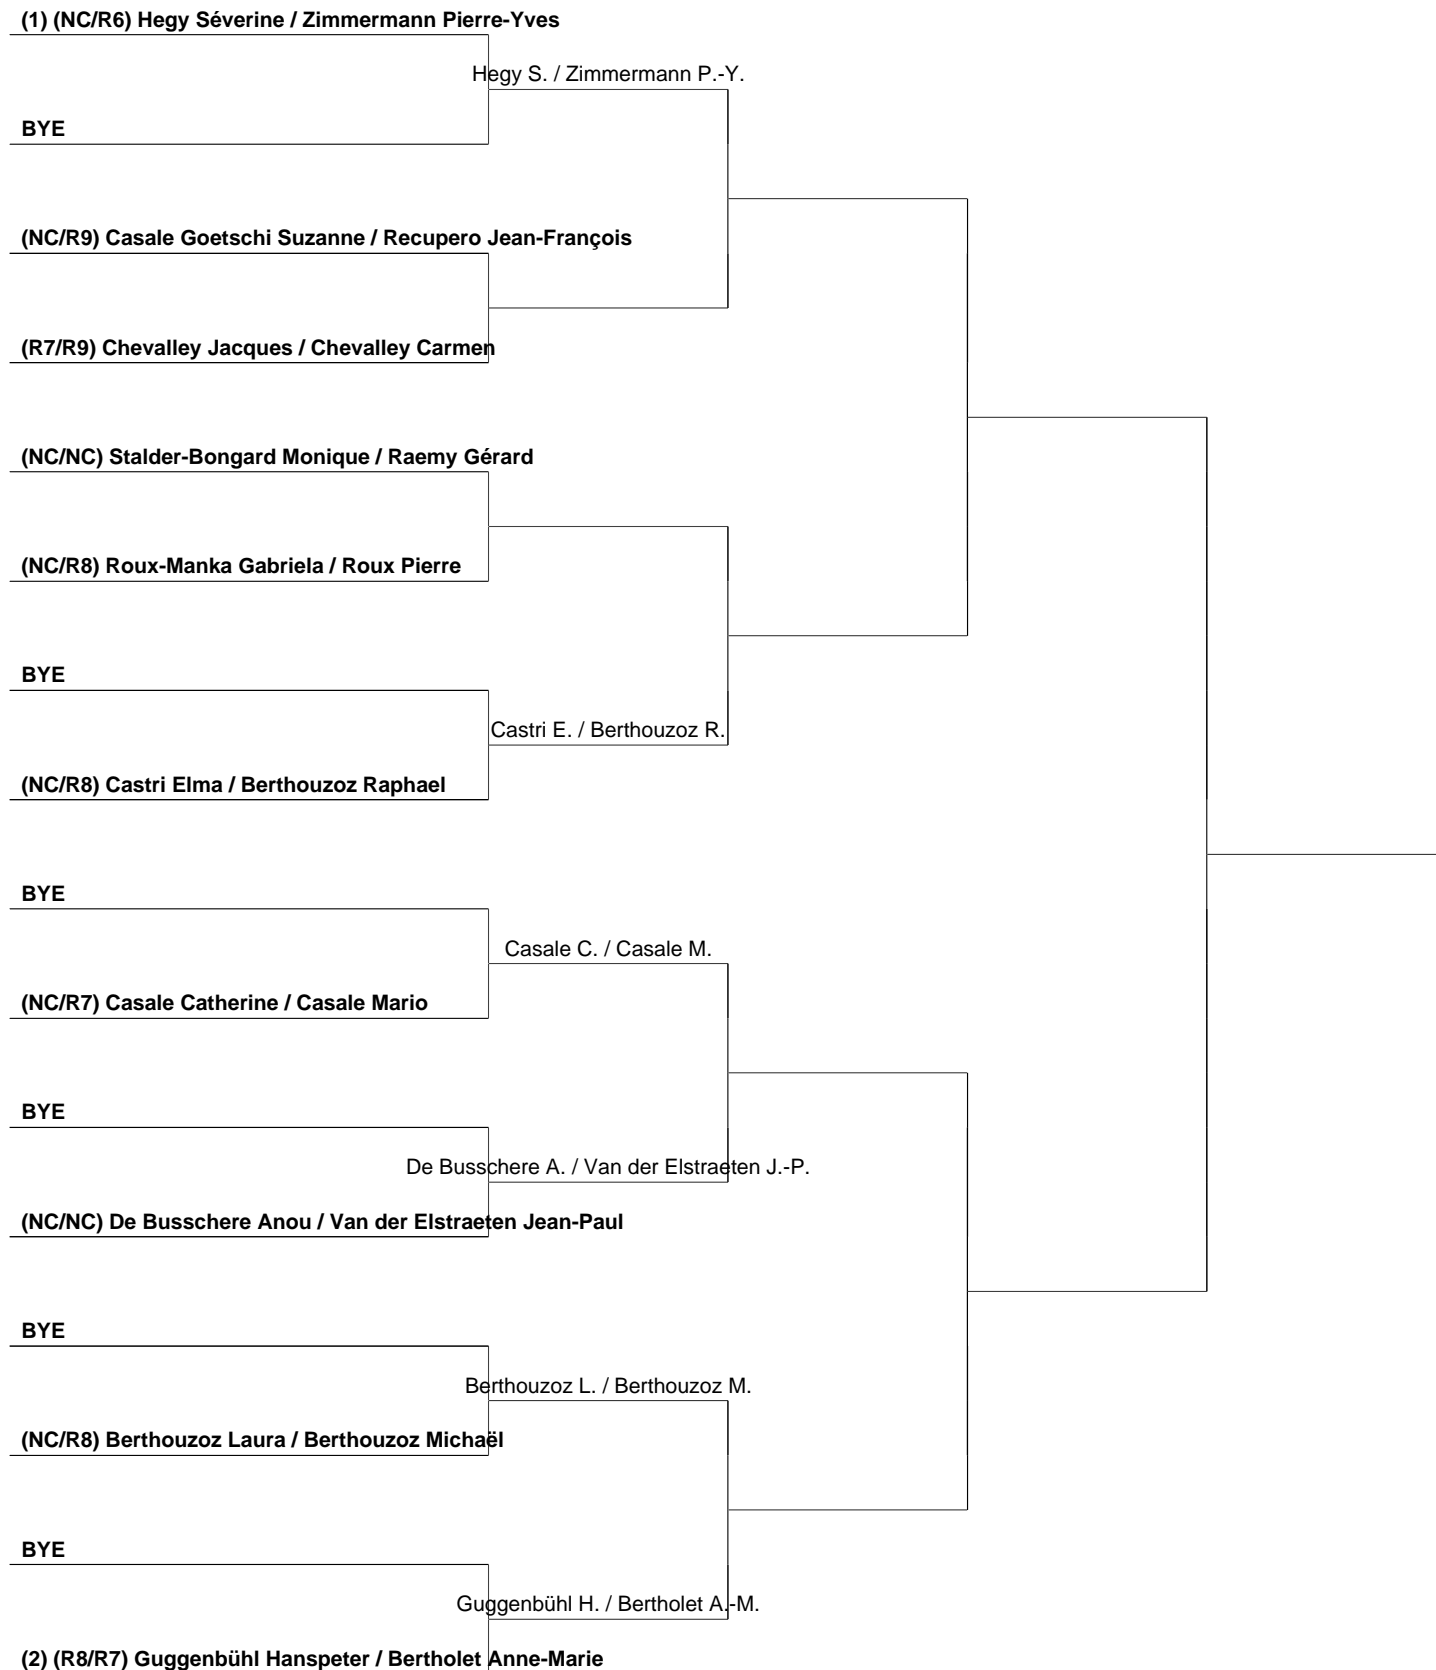 (1) (NC/R6) Hegy Séverine / Zimmermann Pierre-Yves
Hegy S. / Zimmermann P.-Y.
BYE
(NC/R9) Casale Goetschi Suzanne / Recupero Jean-François
(R7/R9) Chevalley Jacques / Chevalley Carmen
(NC/NC) Stalder-Bongard Monique / Raemy Gérard
(NC/R8) Roux-Manka Gabriela / Roux Pierre
BYE
Castri E. / Berthouzoz R.
(NC/R8) Castri Elma / Berthouzoz Raphael
BYE
Casale C. / Casale M.
(NC/R7) Casale Catherine / Casale Mario
BYE
De Busschere A. / Van der Elstraeten J.-P.
(NC/NC) De Busschere Anou / Van der Elstraeten Jean-Paul
BYE
Berthouzoz L. / Berthouzoz M.
(NC/R8) Berthouzoz Laura / Berthouzoz Michaël
BYE
Guggenbühl H. / Bertholet A.-M.
(2) (R8/R7) Guggenbühl Hanspeter / Bertholet Anne-Marie